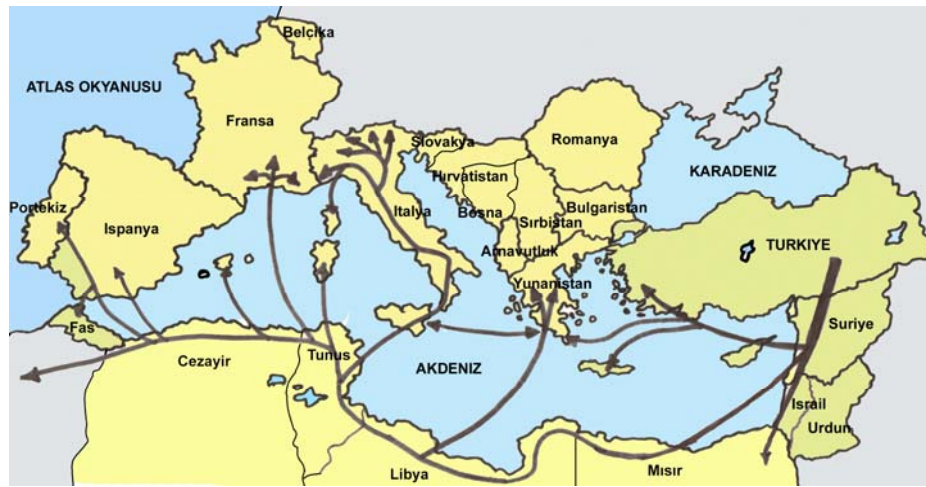 Belçika
ATLAS OKYANUSU
Fransa
Romanya
Slovakya
KARADENIZ
Hırvatistan
Portekiz
Ispanya
Italya
Bosna
Sırbistan
Bulgaristan
TURKIYE
Arnavutluk
Yunanistan
Fas
Cezayir
Tunus
AKDENIZ
Suriye
Israil
Urdun
Libya
Mısır